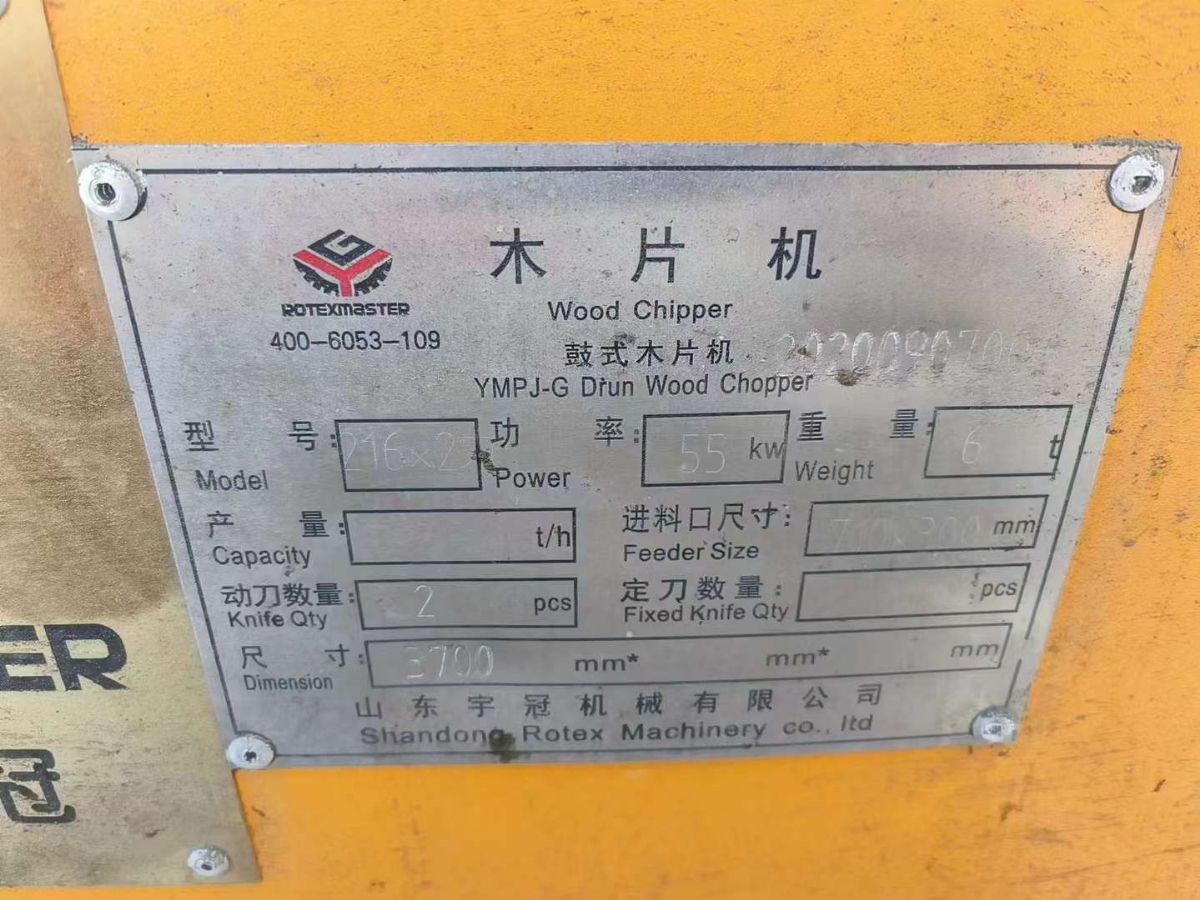 GY
ROTEXMASTER
400-6053-109
木片机
Wood Chipper
鼓式木片机
YMPJ-G Drun Wood Chopper
型号:
Model
功率: 55 kw
Power
重量: 6 t
Weight
产量: t/h
Capacity
进料口尺寸: mm
Feeder Size
动刀数量: 2 pcs
Knife Qty
定刀数量: pcs
Fixed Knife Qty
尺寸: 3700 mm* mm* mm
Dimension
山东宇冠机械有限公司
Shandong Rotex Machinery co., ltd
ER
冠